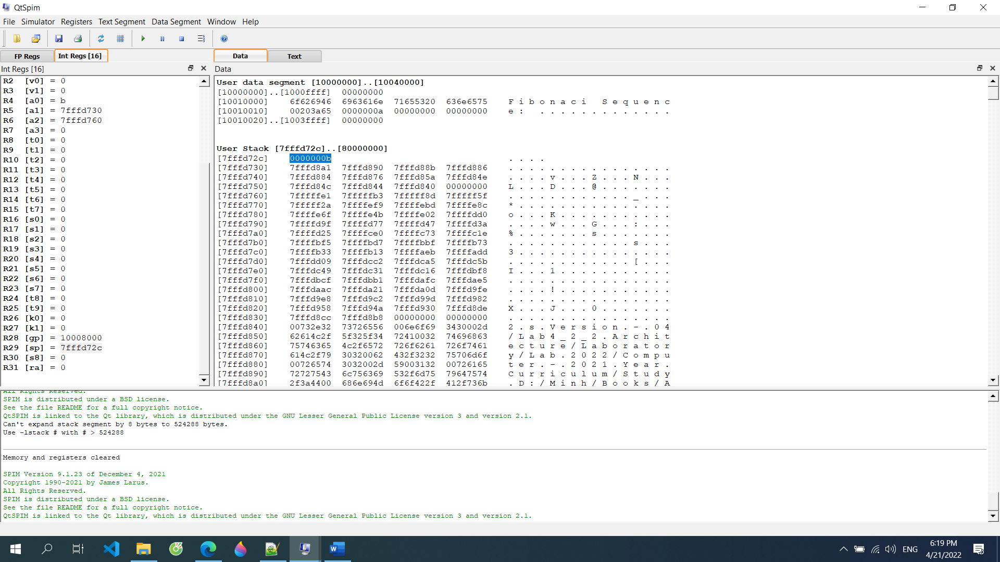 QtSpim
File Simulator Registers Text Segment Data Segment Window Help
FP Regs Int Regs [16] Data Text
Int Regs [16]
R2 [v0] = 0
R3 [v1] = 0
R4 [a0] = b
R5 [a1] = 7fffd730
R6 [a2] = 7fffd760
R7 [a3] = 0
R8 [t0] = 0
R9 [t1] = 0
R10 [t2] = 0
R11 [t3] = 0
R12 [t4] = 0
R13 [t5] = 0
R14 [t6] = 0
R15 [t7] = 0
R16 [s0] = 0
R17 [s1] = 0
R18 [s2] = 0
R19 [s3] = 0
R20 [s4] = 0
R21 [s5] = 0
R22 [s6] = 0
R23 [s7] = 0
R24 [t8] = 0
R25 [t9] = 0
R26 [k0] = 0
R27 [k1] = 0
R28 [gp] = 10008000
R29 [sp] = 7fffd72c
R30 [s8] = 0
R31 [ra] = 0
Data
User data segment [10000000]..[10040000]
[10000000]..[1000ffff] 00000000
[10010000] 6f626946 6963616e 71655320 636e6575 F i b o n a c i   S e q u e n c
[10010010] 00203a65 0000000a 00000000 00000000 e :   . . . . . . . . . . . . .
[10010020]..[1003ffff] 00000000
User Stack [7fffd72c]..[80000000]
[7fffd72c] 0000000b . . . .
[7fffd730] 7fffd8a1 7fffd890 7fffd88b 7fffd886 . . . . . . . . . . . . . . . .
[7fffd740] 7fffd884 7fffd876 7fffd85a 7fffd84e . . . . v . . . Z . . . N . . .
[7fffd750] 7fffd84c 7fffd844 7fffd840 00000000 L . . . D . . . @ . . . . . . .
[7fffd760] 7fffffe1 7fffffb3 7fffff8d 7fffff5f . . . . . . . . . . . . _ . . .
[7fffd770] 7fffff2a 7ffffef9 7ffffebd 7ffffe8c * . . . . . . . . . . . . . . .
[7fffd780] 7ffffe6f 7ffffe4b 7ffffe02 7ffffdd0 o . . . K . . . . . . . . . . .
[7fffd790] 7ffffd9f 7ffffd77 7ffffd47 7ffffd3a . . . . w . . . G . . . : . . .
[7fffd7a0] 7ffffd25 7ffffce0 7ffffc73 7ffffc1e % . . . . . . . s . . . . . . .
[7fffd7b0] 7ffffbf5 7ffffbd7 7ffffbbf 7ffffb73 . . . . . . . . . . . . s . . .
[7fffd7c0] 7ffffb33 7ffffb13 7ffffaeb 7ffffadd 3 . . . . . . . . . . . . . . .
[7fffd7d0] 7fffdd09 7fffdcc2 7fffdca5 7fffdc5b . . . . . . . . . . . . [ . . .
[7fffd7e0] 7fffdc49 7fffdc31 7fffdc16 7fffdbf8 I . . . 1 . . . . . . . . . . .
[7fffd7f0] 7fffdbcf 7fffdbb1 7fffdafc 7fffdae5 . . . . . . . . . . . . . . . .
[7fffd800] 7fffdaac 7fffda21 7fffda0d 7fffd9fe . . . . ! . . . . . . . . . . .
[7fffd810] 7fffd9e8 7fffd9c2 7fffd99d 7fffd982 . . . . . . . . . . . . . . . .
[7fffd820] 7fffd958 7fffd94a 7fffd930 7fffd8de X . . . J . . . 0 . . . . . . .
[7fffd830] 7fffd8cc 7fffd8b8 00000000 00000000 . . . . . . . . . . . . . . . .
[7fffd840] 00732e32 73726556 006e6f69 3430002d 2 . s . V e r s i o n . - . 0 4
[7fffd850] 62614c2f 5f325f34 72410032 74696863 / L a b 4 _ 2 _ 2 . A r c h i t
[7fffd860] 75746365 4c2f6572 726f6261 726f7461 e c t u r e / L a b o r a t o r
[7fffd870] 614c2f79 30320062 432f3232 75706d6f y / L a b . 2 0 2 2 / C o m p u
[7fffd880] 00726574 3032002d 59003132 00726165 t e r . - . 2 0 2 1 . Y e a r .
[7fffd890] 72727543 6c756369 532f6d75 79647574 C u r r i c u l u m / S t u d y
[7fffd8a0] 2f3a4400 686e694d 6f6f422f 412f736b . D : / M i n h / B o o k s / A
All Rights Reserved.
SPIM is distributed under a BSD license.
See the file README for a full copyright notice.
QtSPIM is linked to the Qt library, which is distributed under the GNU Lesser General Public License version 3 and version 2.1.
Can't expand stack segment by 8 bytes to 524288 bytes.
Use -lstack # with # > 524288
Memory and registers cleared
SPIM Version 9.1.23 of December 4, 2021
Copyright 1990-2021 by James Larus.
All Rights Reserved.
SPIM is distributed under a BSD license.
See the file README for a full copyright notice.
QtSPIM is linked to the Qt library, which is distributed under the GNU Lesser General Public License version 3 and version 2.1.
ENG
6:19 PM
4/21/2022